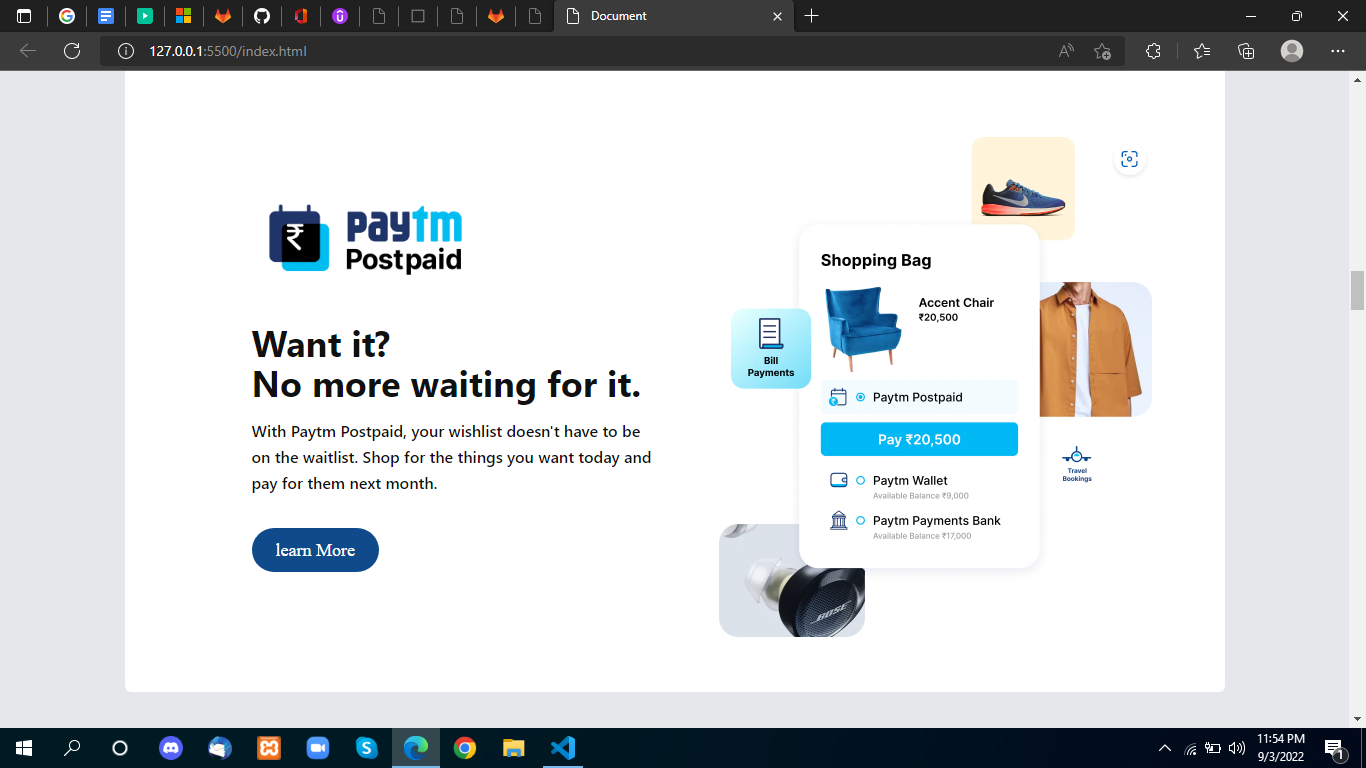 Document
127.0.0.1:5500/index.html
paytm
Postpaid
Want it?
No more waiting for it.
With Paytm Postpaid, your wishlist doesn't have to be
on the waitlist. Shop for the things you want today and
pay for them next month.
learn More
Shopping Bag
Accent Chair
₹20,500
Bill
Payments
Paytm Postpaid
Pay ₹20,500
Paytm Wallet
Available Balance ₹9,000
Paytm Payments Bank
Available Balance ₹17,000
Travel
Bookings
BOSE
11:54 PM
9/3/2022
1